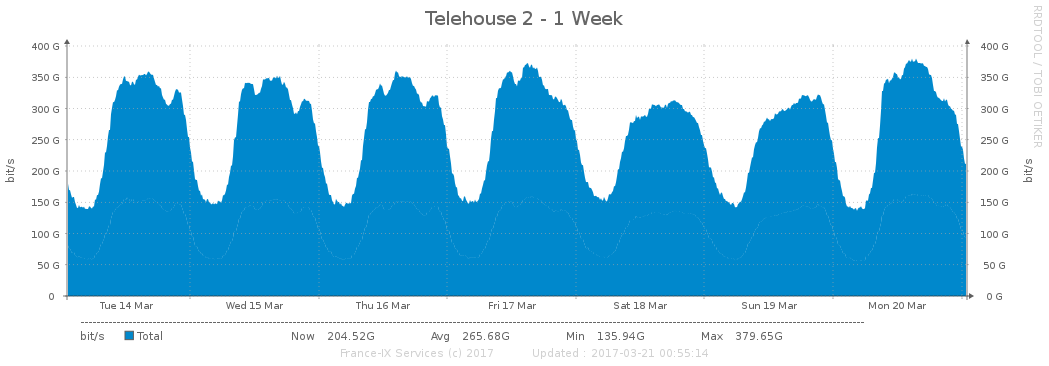 Telehouse 2 - 1 Week
RRDTOOL / TOBI OETIKER
400 G 400 G
350 G 350 G
300 G 300 G
250 G 250 G
200 G 200 G
150 G 150 G
100 G 100 G
50 G 50 G
0 0 G
bit/s bit/s
Tue 14 Mar Wed 15 Mar Thu 16 Mar Fri 17 Mar Sat 18 Mar Sun 19 Mar Mon 20 Mar
bit/s Total Now 204.52G Avg 265.68G Min 135.94G Max 379.65G
France-IX Services (c) 2017 Updated : 2017-03-21 00:55:14